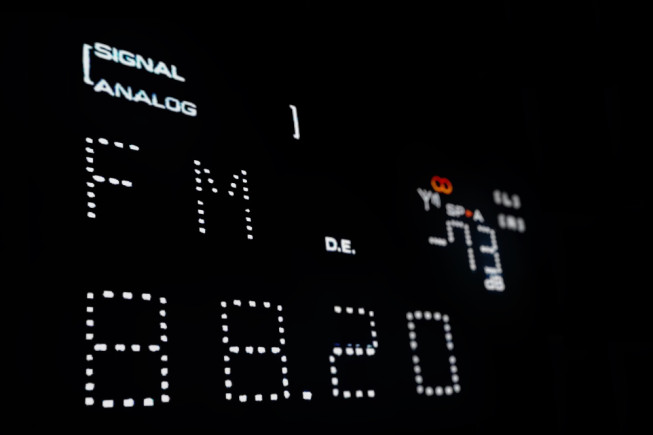 [SIGNAL
ANALOG ]
FM
D.E.
SP•A
[L]
[R]
-73 dB
88.20